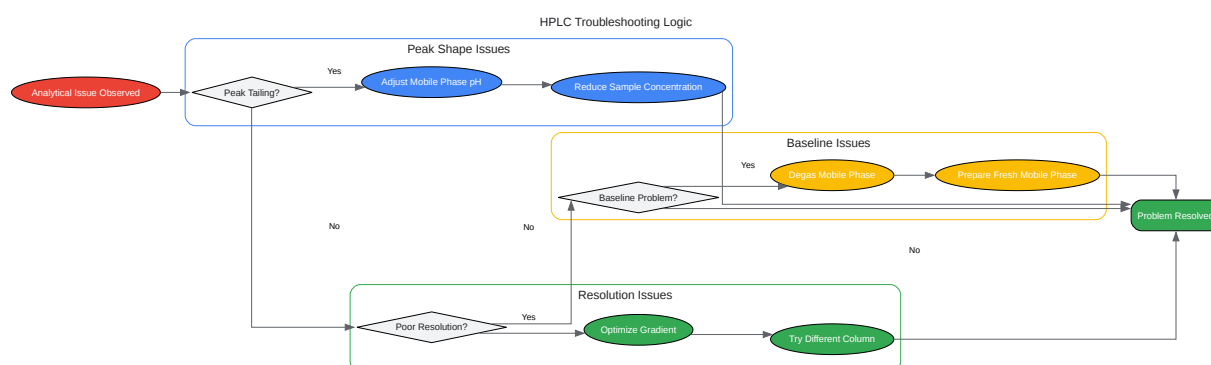 HPLC Troubleshooting Logic
Peak Shape Issues
Analytical Issue Observed
Peak Tailing?
Yes
Adjust Mobile Phase pH
Reduce Sample Concentration
Baseline Issues
Baseline Problem?
Yes
Degas Mobile Phase
Prepare Fresh Mobile Phase
Problem Resolved
No
No
No
Resolution Issues
Poor Resolution?
Yes
Optimize Gradient
Try Different Column